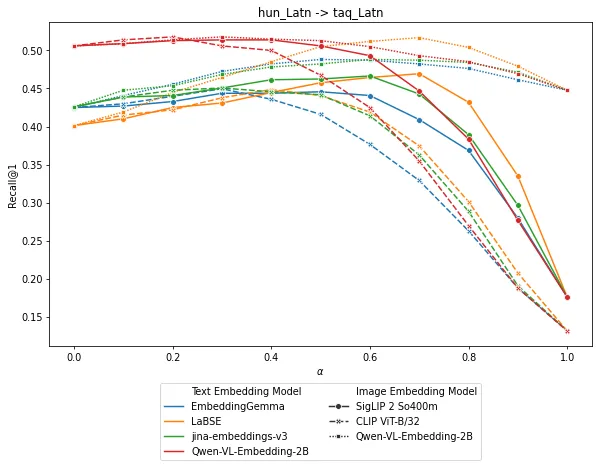 hun_Latn -> taq_Latn
Recall@1
0.50
0.45
0.40
0.35
0.30
0.25
0.20
0.15
0.0
0.2
0.4
0.6
0.8
1.0
α
Text Embedding Model
EmbeddingGemma
LaBSE
jina-embeddings-v3
Qwen-VL-Embedding-2B
Image Embedding Model
SigLIP 2 So400m
CLIP ViT-B/32
Qwen-VL-Embedding-2B